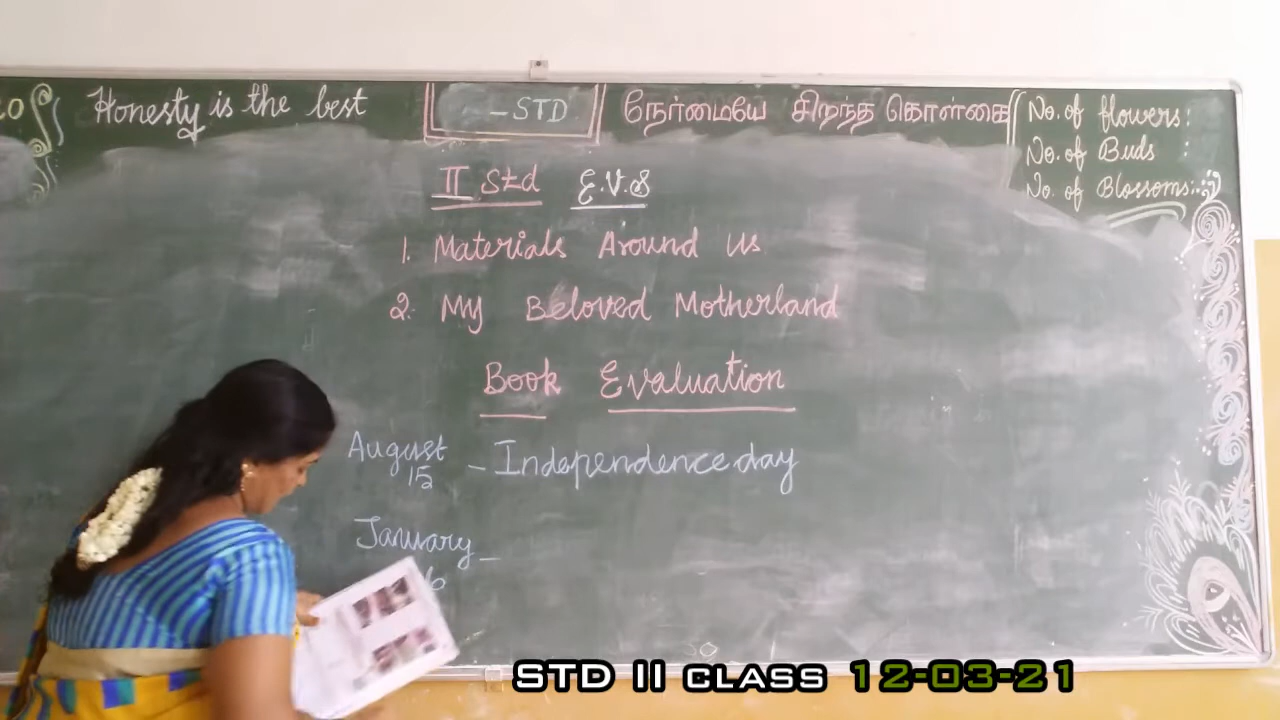 Honesty is the best
-STD
நேர்மையே சிறந்த கொள்கை
No. of flowers:
No. of Buds :
No. of Blossoms:
II Std E.V.S
1. Materials Around us
2. My Beloved Motherland
Book Evaluation
August 15 - Independence day
January -
STD II CLASS 12-03-21